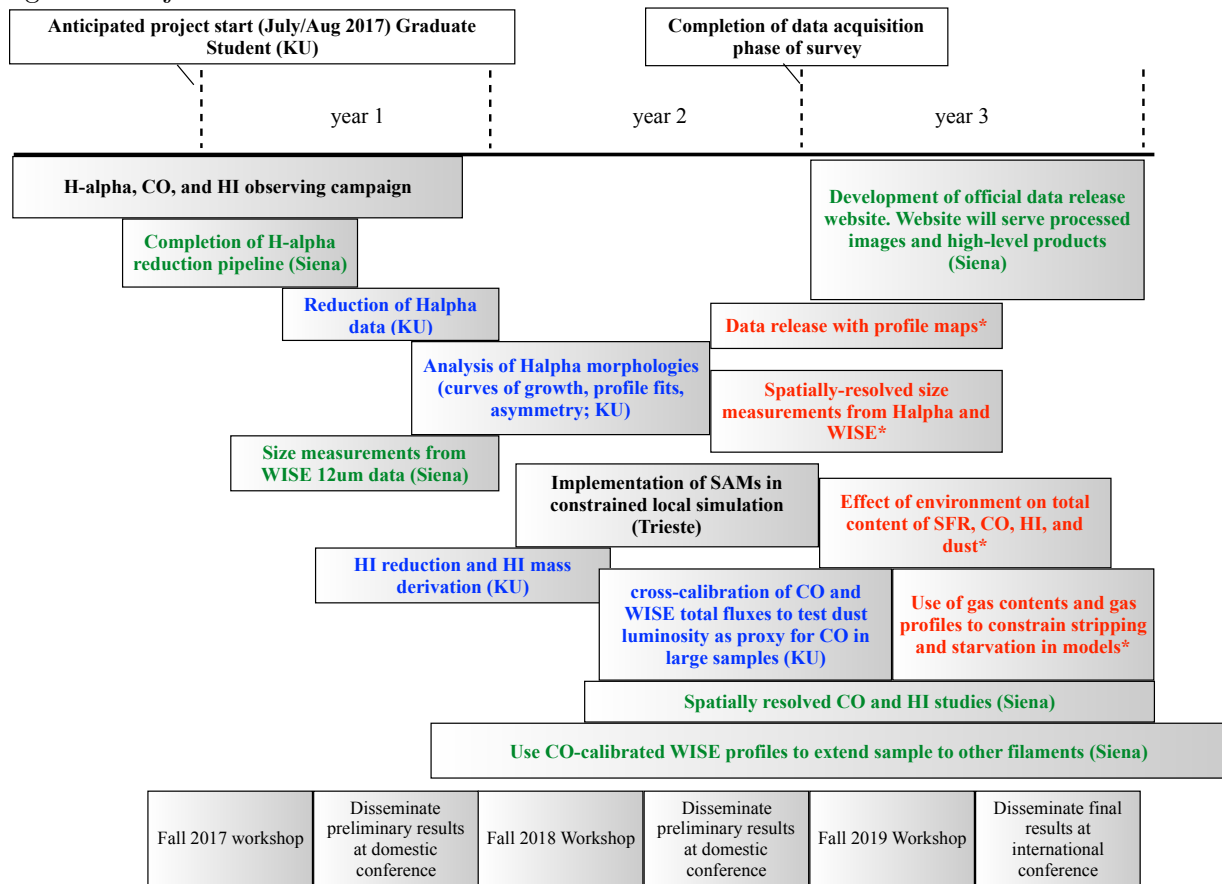 Anticipated project start (July/Aug 2017) Graduate
Student (KU)
Completion of data acquisition
phase of survey
year 1
year 2
year 3
H-alpha, CO, and HI observing campaign
Development of official data release
website. Website will serve processed
images and high-level products
(Siena)
Completion of H-alpha
reduction pipeline (Siena)
Reduction of Halpha
data (KU)
Data release with profile maps*
Analysis of Halpha morphologies
(curves of growth, profile fits,
asymmetry; KU)
Spatially-resolved size
measurements from Halpha and
WISE*
Size measurements from
WISE 12um data (Siena)
Implementation of SAMs in
constrained local simulation
(Trieste)
Effect of environment on total
content of SFR, CO, HI, and
dust*
HI reduction and HI mass
derivation (KU)
cross-calibration of CO and
WISE total fluxes to test dust
luminosity as proxy for CO in
large samples (KU)
Use of gas contents and gas
profiles to constrain stripping
and starvation in models*
Spatially resolved CO and HI studies (Siena)
Use CO-calibrated WISE profiles to extend sample to other filaments (Siena)
Fall 2017 workshop
Disseminate
preliminary results
at domestic
conference
Fall 2018 Workshop
Disseminate
preliminary results
at domestic
conference
Fall 2019 Workshop
Disseminate final
results at
international
conference